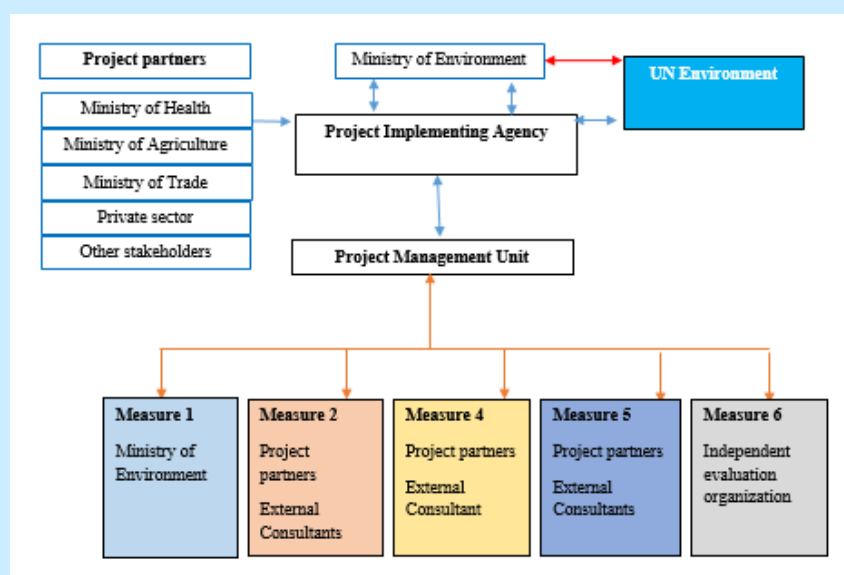 Project partners
Ministry of Environment
UN Environment
Ministry of Health
Ministry of Agriculture
Ministry of Trade
Private sector
Other stakeholders
Project Implementing Agency
Project Management Unit
Measure 1
Ministry of
Environment
Measure 2
Project
partners
External
Consultants
Measure 4
Project partners
External
Consultant
Measure 5
Project partners
External
Consultants
Measure 6
Independent
evaluation
organization